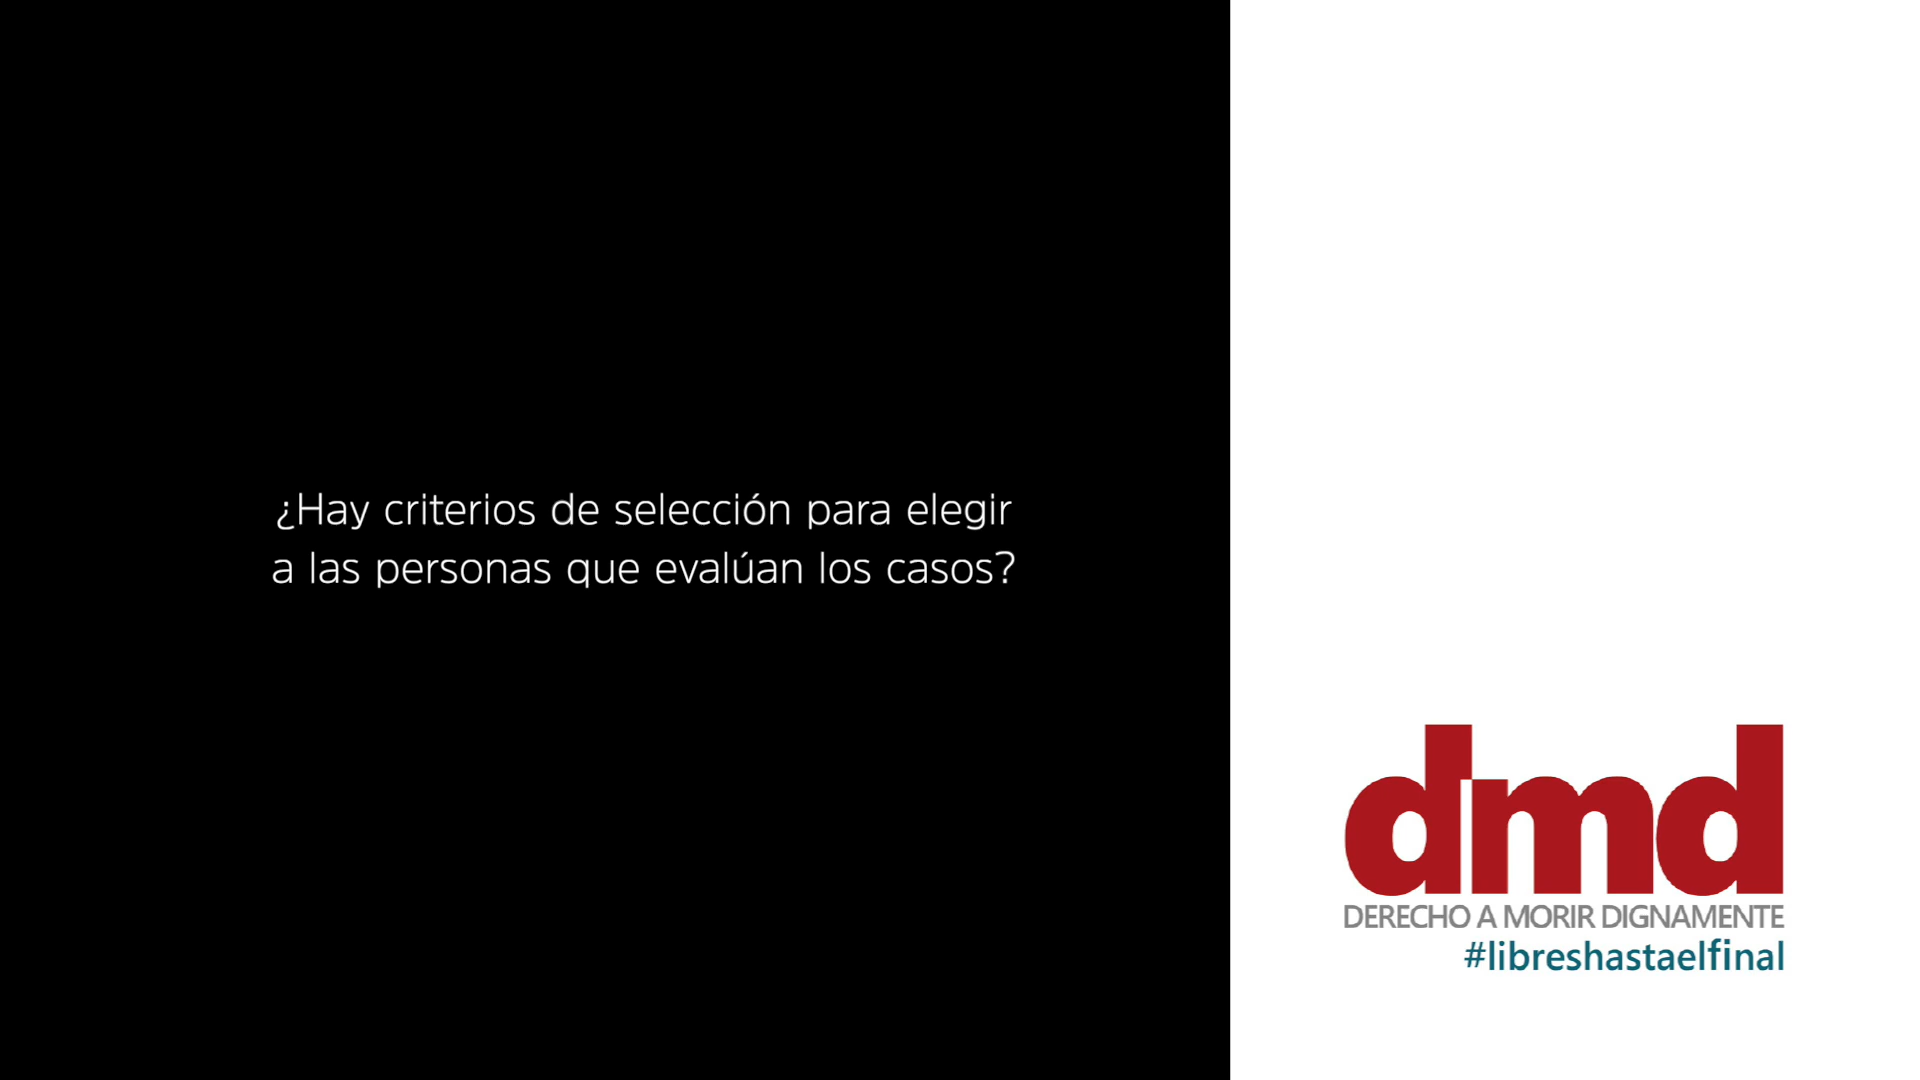 ¿Hay criterios de selección para elegir
a las personas que evalúan los casos?
dmd
DERECHO A MORIR DIGNAMENTE
#libreshastaelfinal